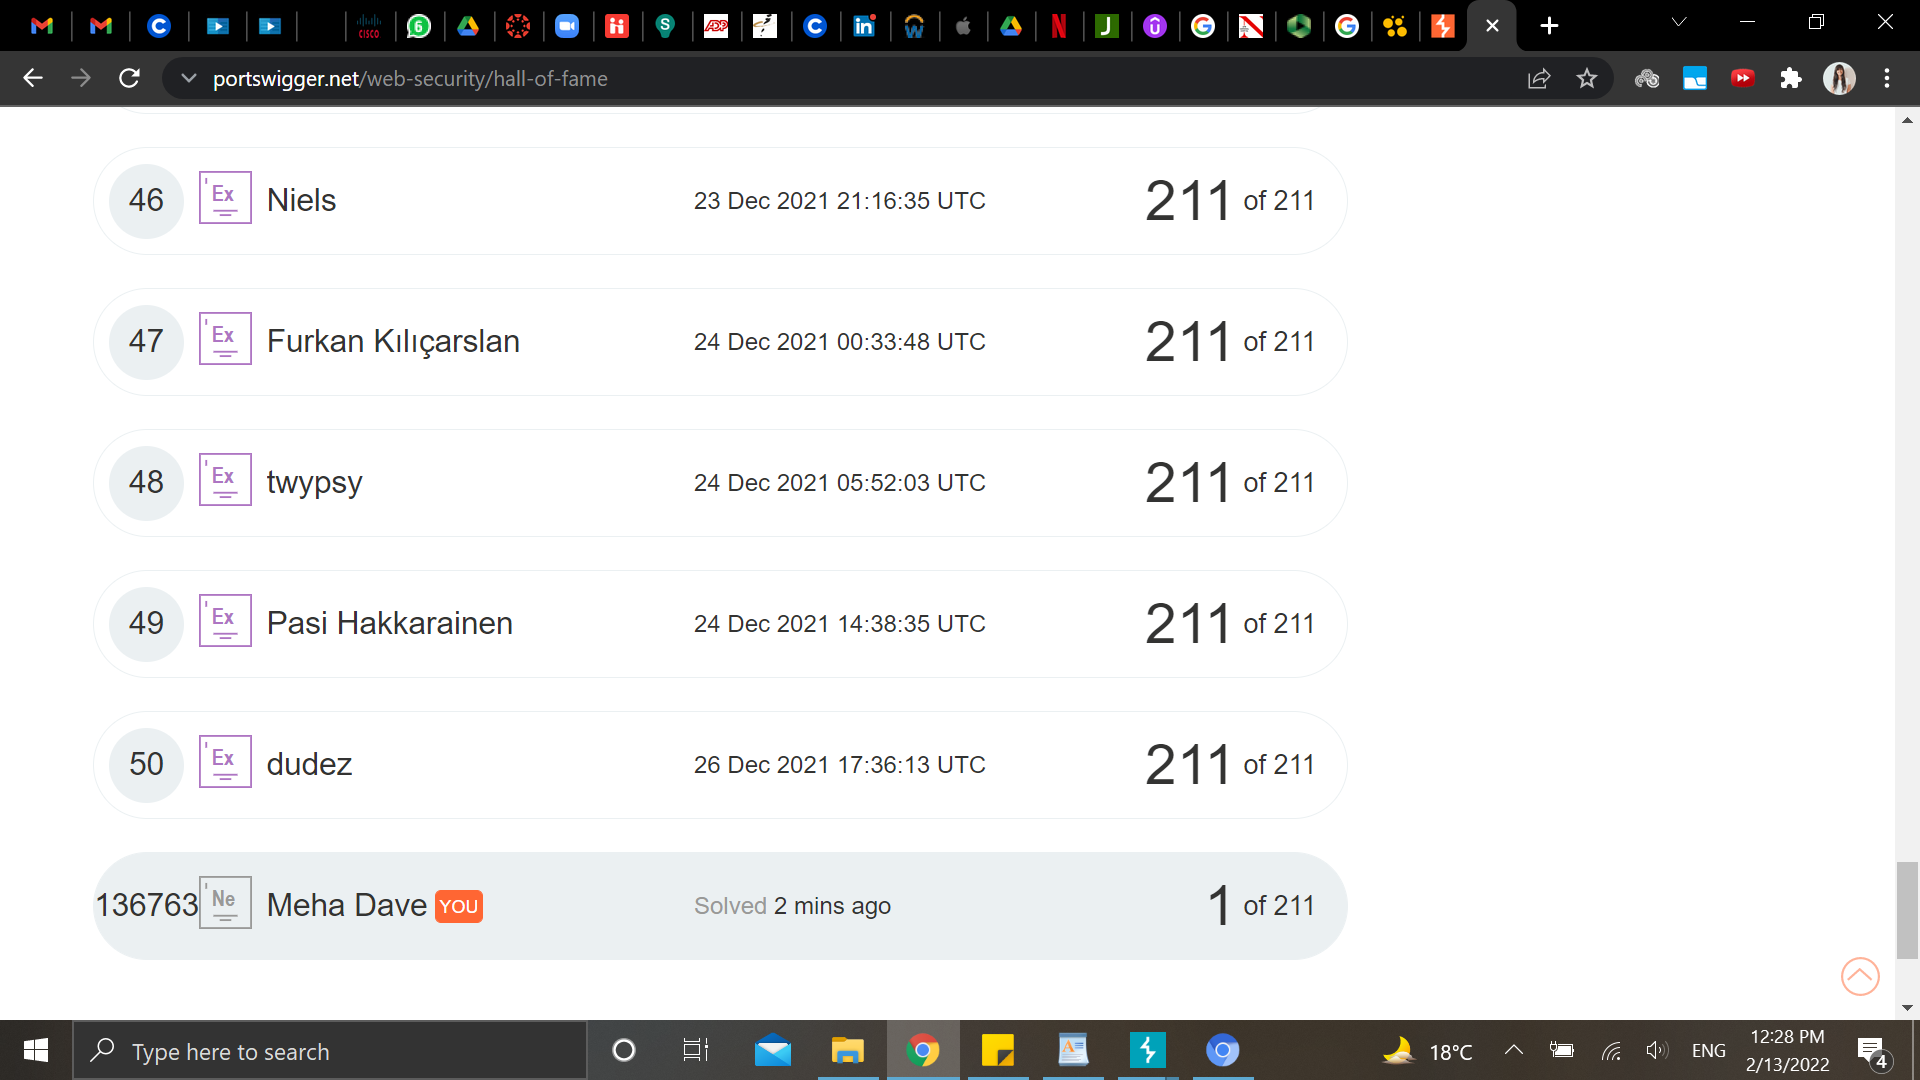 CISCO
6
S
ADP
J
N
portswigger.net/web-security/hall-of-fame
46 Ex Niels 23 Dec 2021 21:16:35 UTC 211 of 211
47 Ex Furkan Kılıçarslan 24 Dec 2021 00:33:48 UTC 211 of 211
48 Ex twypsy 24 Dec 2021 05:52:03 UTC 211 of 211
49 Ex Pasi Hakkarainen 24 Dec 2021 14:38:35 UTC 211 of 211
50 Ex dudez 26 Dec 2021 17:36:13 UTC 211 of 211
136763 Ne Meha Dave YOU Solved 2 mins ago 1 of 211
Type here to search
18°C
ENG
12:28 PM
2/13/2022
4